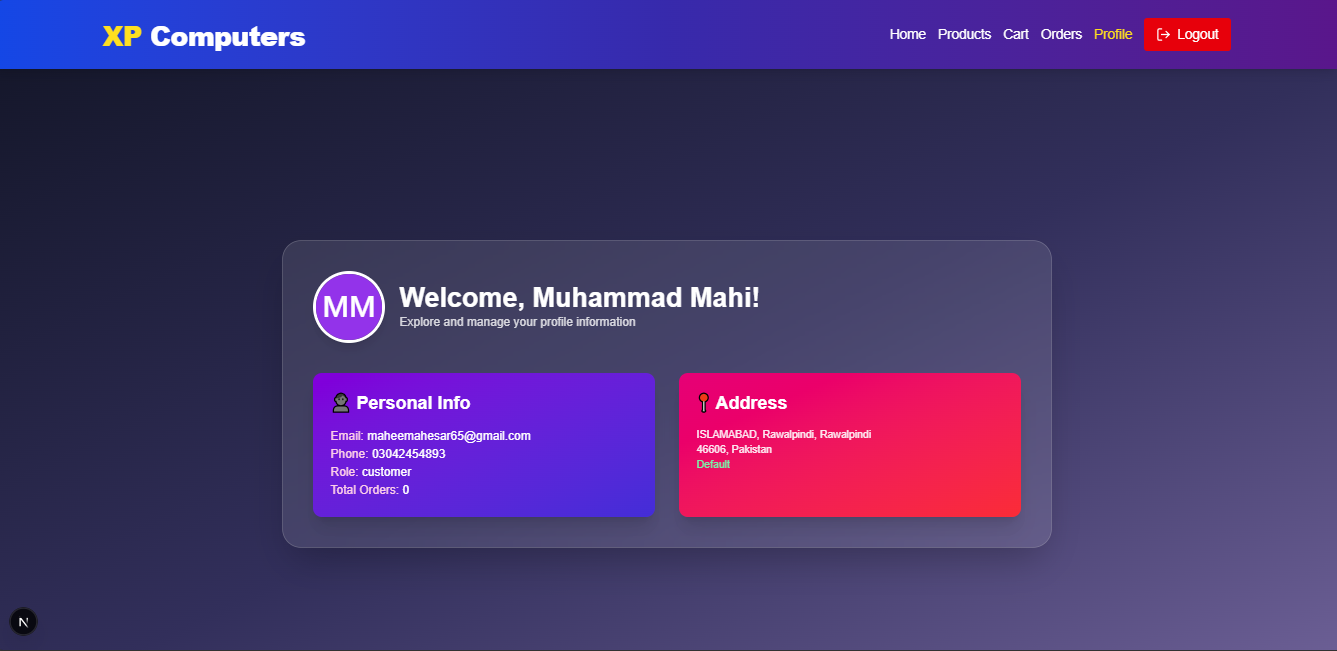 XP Computers
Home Products Cart Orders Profile Logout
MM
Welcome, Muhammad Mahi!
Explore and manage your profile information
Personal Info
Email: maheemahesar65@gmail.com
Phone: 03042454893
Role: customer
Total Orders: 0
Address
ISLAMABAD, Rawalpindi, Rawalpindi
46606, Pakistan
Default
N